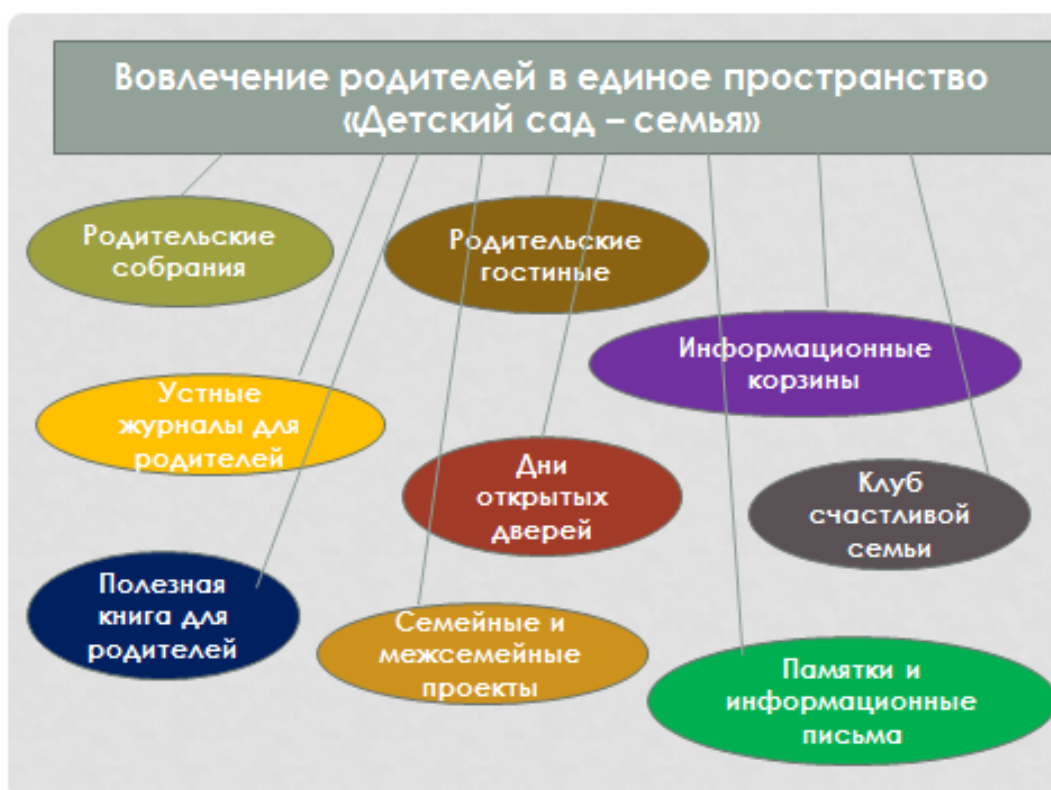 Вовлечение родителей в единое пространство
«Детский сад – семья»
Родительские
собрания
Родительские
гостиные
Информационные
корзины
Устные
журналы для
родителей
Дни
открытых
дверей
Клуб
счастливой
семьи
Полезная
книга для
родителей
Семейные и
межсемейные
проекты
Памятки и
информационные
письма